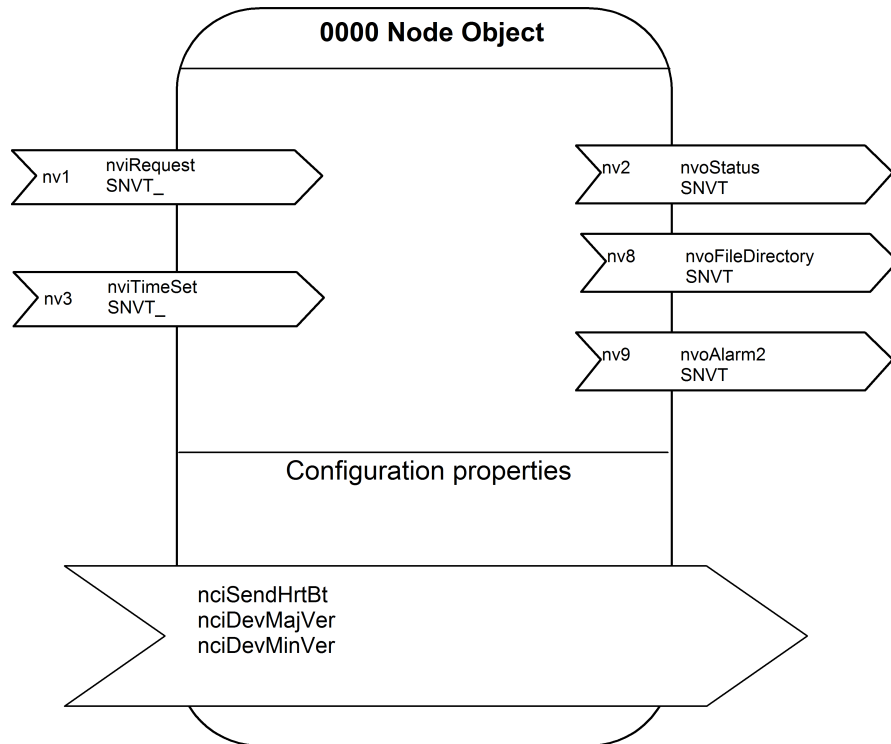 0000 Node Object
nv1 nviRequest
SNVT_
nv3 nviTimeSet
SNVT_
nv2 nvoStatus
SNVT
nv8 nvoFileDirectory
SNVT
nv9 nvoAlarm2
SNVT
Configuration properties
nciSendHrtBt
nciDevMajVer
nciDevMinVer